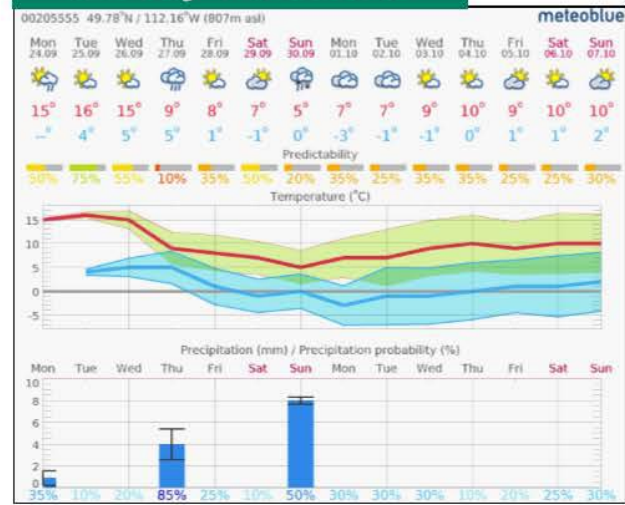 00205555 49.78°N / 112.16°W (807m asl)
meteoblue
Mon Tue Wed Thu Fri Sat Sun Mon Tue Wed Thu Fri Sat Sun
24.09 25.09 26.09 27.09 28.09 29.09 30.09 01.10 02.10 03.10 04.10 05.10 06.10 07.10
15° 16° 15° 9° 8° 7° 5° 7° 7° 9° 10° 9° 10° 10°
--° 4° 5° 5° 1° -1° 0° -3° -1° -1° 0° 1° 1° 2°
Predictability
50% 75% 55% 10% 35% 50% 20% 35% 25% 35% 35% 25% 25% 30%
Temperature (°C)
15
10
5
0
-5
Precipitation (mm) / Precipitation probability (%)
Mon Tue Wed Thu Fri Sat Sun Mon Tue Wed Thu Fri Sat Sun
10
8
6
4
2
0
35% 10% 20% 85% 25% 10% 50% 30% 30% 30% 10% 20% 25% 30%